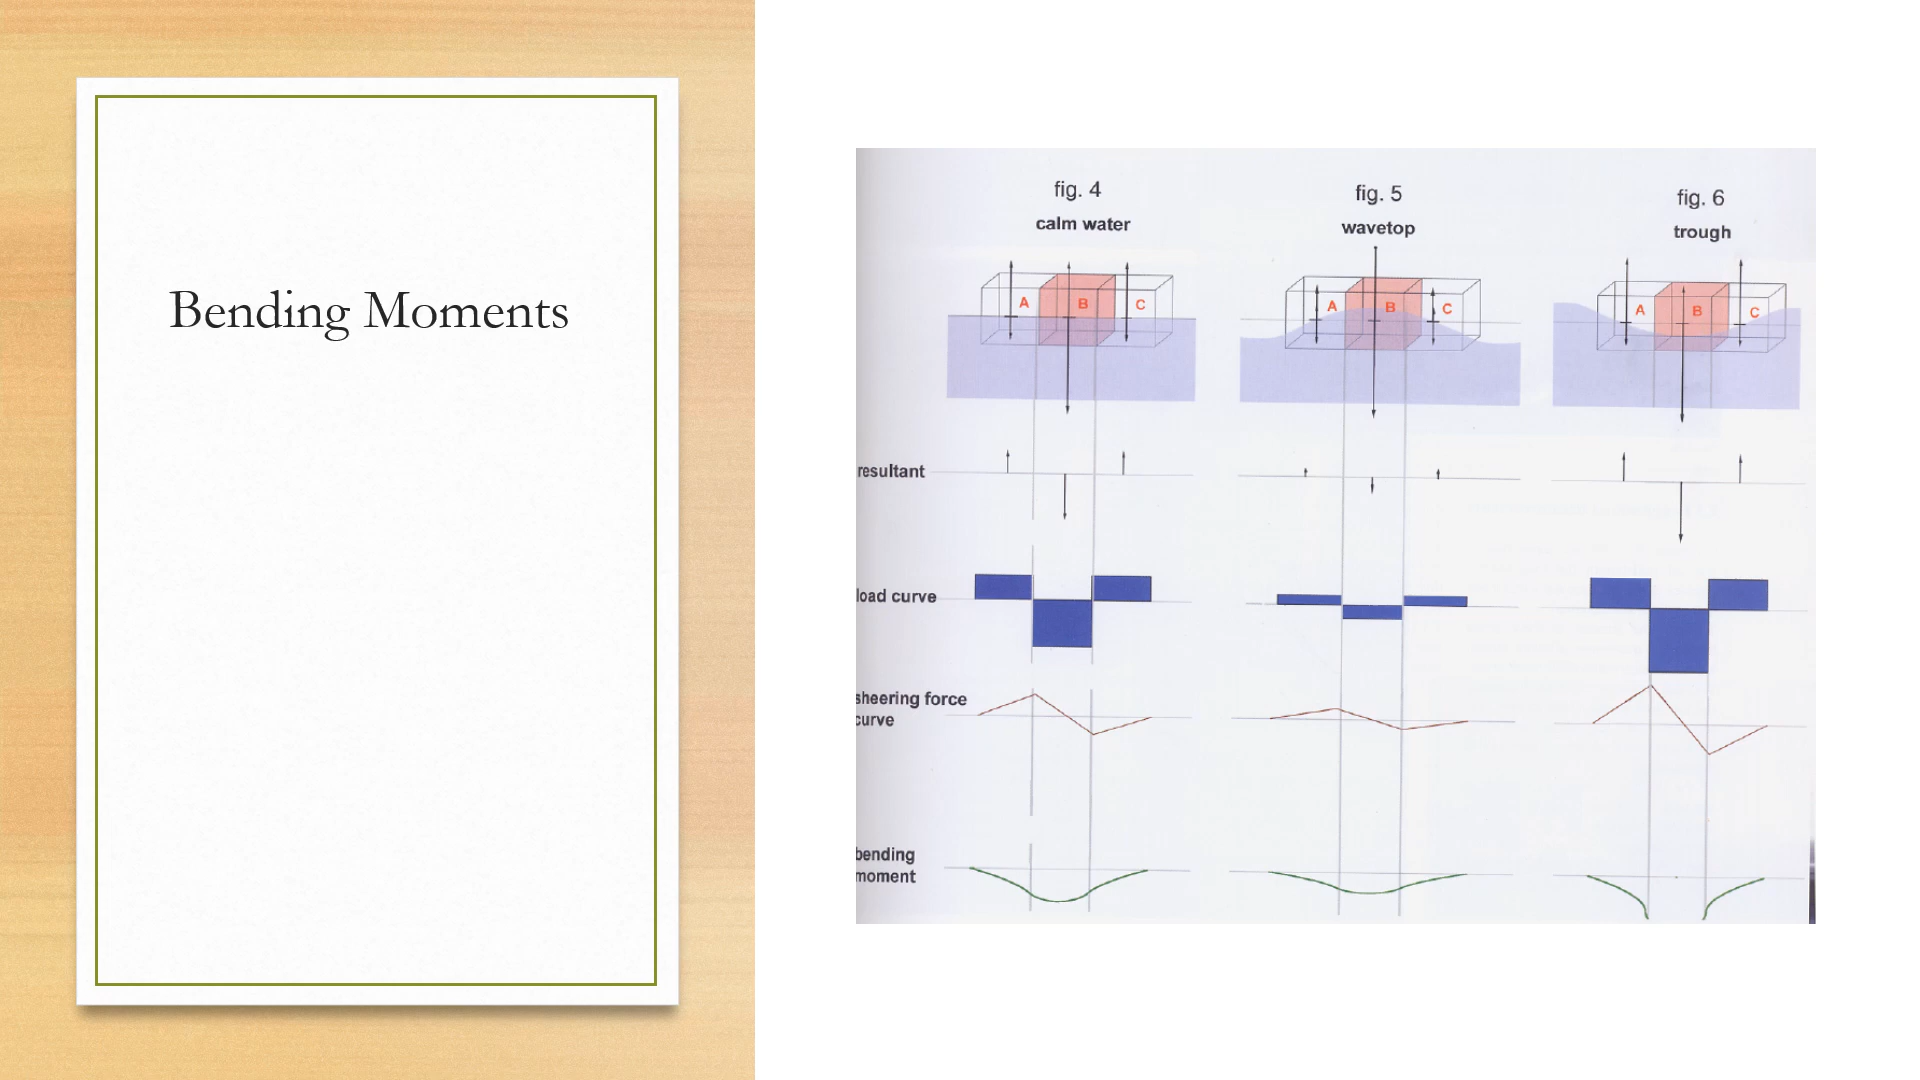 Bending Moments
fig. 4
calm water
fig. 5
wavetop
fig. 6
trough
A B C
A B C
A B C
resultant
load curve
sheering force
curve
bending
moment